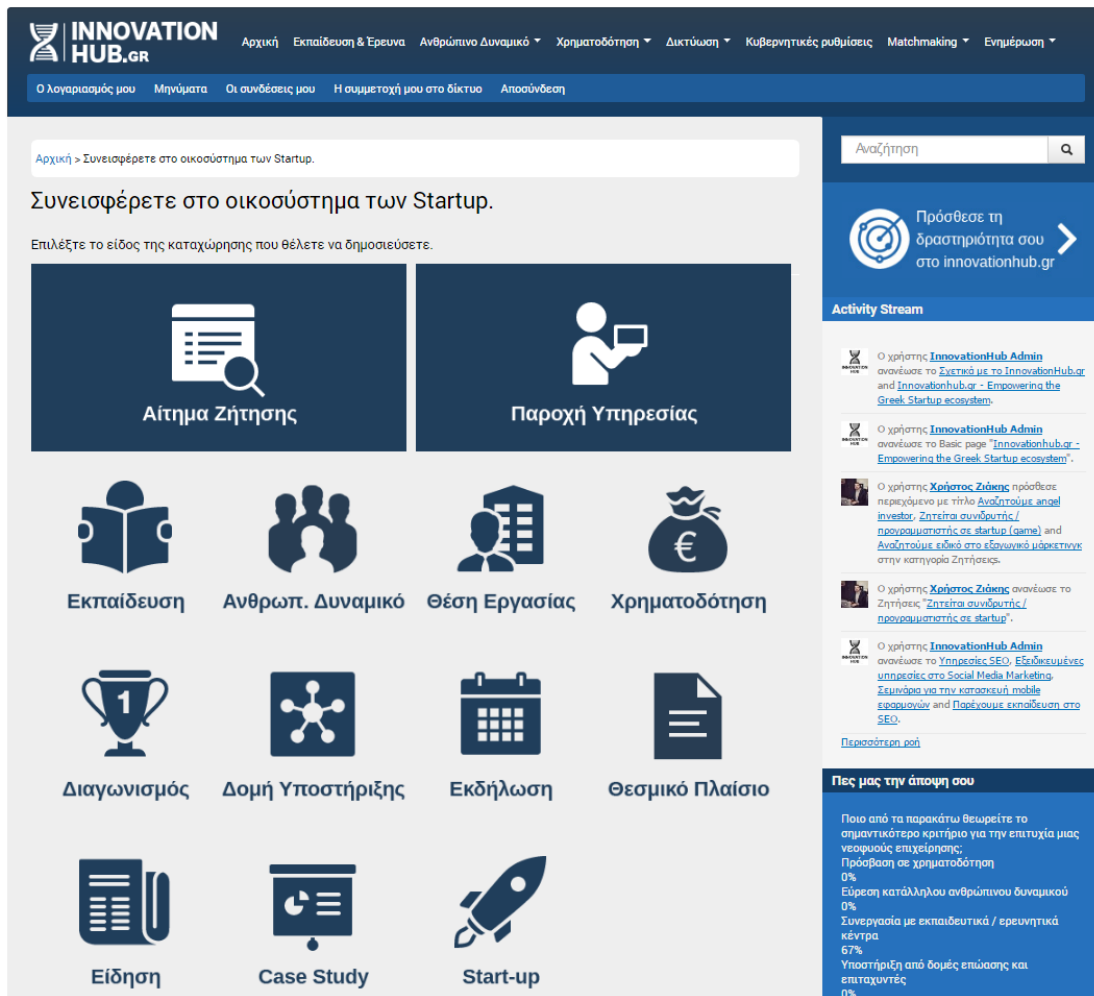 INNOVATION
HUB.GR
Αρχική Εκπαίδευση & Έρευνα Ανθρώπινο Δυναμικό Χρηματοδότηση Δικτύωση Κυβερνητικές ρυθμίσεις Matchmaking Ενημέρωση
Ο λογαριασμός μου Μηνύματα Οι συνδέσεις μου Η συμμετοχή μου στο δίκτυο Αποσύνδεση
Αρχική > Συνεισφέρετε στο οικοσύστημα των Startup.
Συνεισφέρετε στο οικοσύστημα των Startup.
Επιλέξτε το είδος της καταχώρησης που θέλετε να δημοσιεύσετε.
Αίτημα Ζήτησης
Παροχή Υπηρεσίας
Εκπαίδευση
Ανθρωπ. Δυναμικό
Θέση Εργασίας
€
Χρηματοδότηση
1
Διαγωνισμός
Δομή Υποστήριξης
Εκδήλωση
Θεσμικό Πλαίσιο
Είδηση
Case Study
Start-up
Αναζήτηση
Πρόσθεσε τη
δραστηριότητα σου
στο innovationhub.gr
Activity Stream
INNOVATION
HUB
Ο χρήστης InnovationHub Admin
ανανέωσε το Σχετικά με το InnovationHub.gr
and Innovationhub.gr - Empowering the
Greek Startup ecosystem.
INNOVATION
HUB
Ο χρήστης InnovationHub Admin
ανανέωσε το Basic page "Innovationhub.gr -
Empowering the Greek Startup ecosystem".
Ο χρήστης Χρήστος Ζιάκης πρόσθεσε
περιεχόμενο με τίτλο Αναζητούμε angel
investor, Ζητείται συνιδρυτής /
προγραμματιστής σε startup (game) and
Αναζητούμε ειδικό στο εξαγωγικό μάρκετινγκ
στην κατηγορία Ζητήσεις.
Ο χρήστης Χρήστος Ζιάκης ανανέωσε το
Ζητήσεις "Ζητείται συνιδρυτής /
προγραμματιστής σε startup".
INNOVATION
HUB
Ο χρήστης InnovationHub Admin
ανανέωσε το Υπηρεσίες SEO, Εξειδικευμένες
υπηρεσίες στο Social Media Marketing,
Σεμινάρια για την κατασκευή mobile
εφαρμογών and Παρέχουμε εκπαίδευση στο
SEO.
Περισσότερη ροή
Πες μας την άποψη σου
Ποιο από τα παρακάτω θεωρείτε το
σημαντικότερο κριτήριο για την επιτυχία μιας
νεοφυούς επιχείρησης;
Πρόσβαση σε χρηματοδότηση
0%
Εύρεση κατάλληλου ανθρώπινου δυναμικού
0%
Συνεργασία με εκπαιδευτικά / ερευνητικά
κέντρα
67%
Υποστήριξη από δομές επώασης και
επιταχυντές
0%